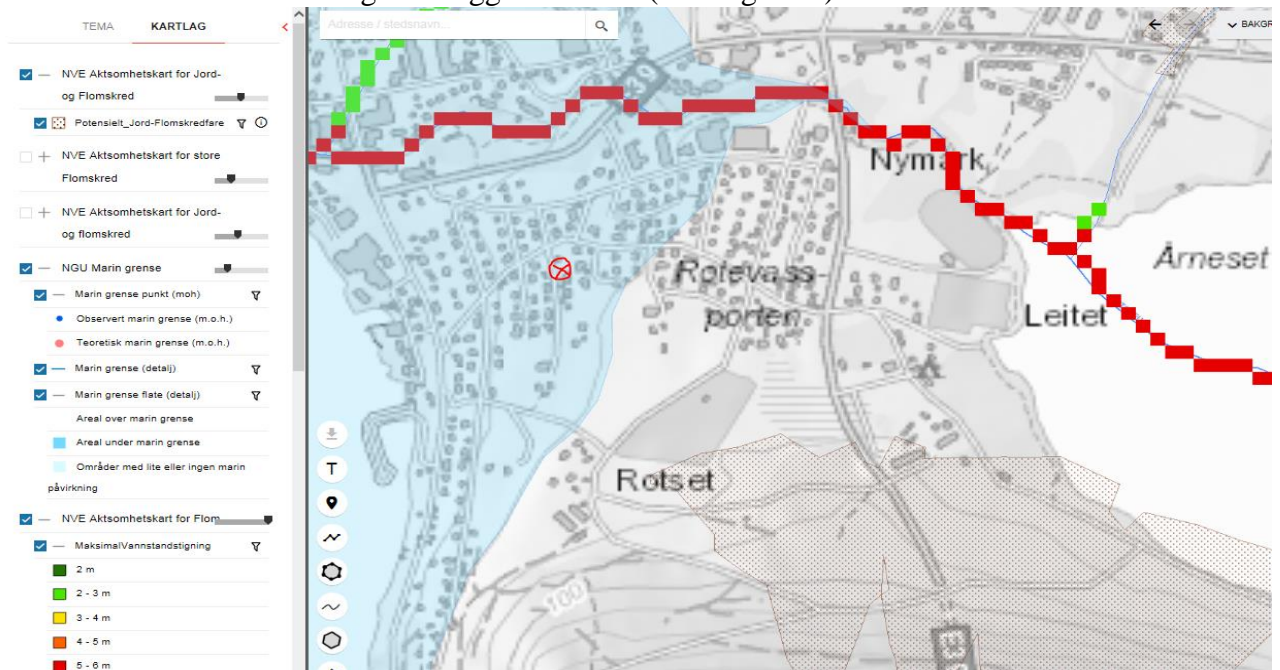 TEMA
KARTLAG
NVE Aktsomhetskart for Jord-
og Flomskred
Potensielt_Jord-Flomskredfare
NVE Aktsomhetskart for store
Flomskred
NVE Aktsomhetskart for Jord-
og flomskred
NGU Marin grense
Marin grense punkt (moh)
Observert marin grense (m.o.h.)
Teoretisk marin grense (m.o.h.)
Marin grense (detalj)
Marin grense flate (detalj)
Areal over marin grense
Areal under marin grense
Områder med lite eller ingen marin
påvirkning
NVE Aktsomhetskart for Flom
MaksimalVannstandstigning
2 m
2 - 3 m
3 - 4 m
4 - 5 m
5 - 6 m
Adresse / stedsnavn...
BAKGR
Nymark
Årneset
Rotevass-
porten
Leitet
Rotset
100
T